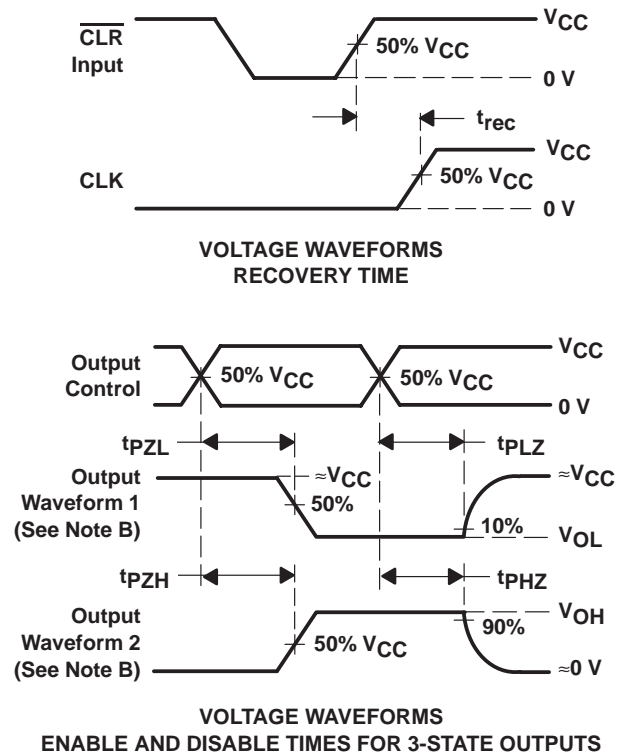 CLR
Input
50% VCC
VCC
0 V
trec
CLK
50% VCC
VCC
0 V
VOLTAGE WAVEFORMS
RECOVERY TIME
Output
Control
50% VCC
50% VCC
VCC
0 V
tPZL
tPLZ
Output
Waveform 1
(See Note B)
≈VCC
50%
≈VCC
10%
VOL
tPZH
tPHZ
Output
Waveform 2
(See Note B)
50% VCC
VOH
90%
≈0 V
VOLTAGE WAVEFORMS
ENABLE AND DISABLE TIMES FOR 3-STATE OUTPUTS